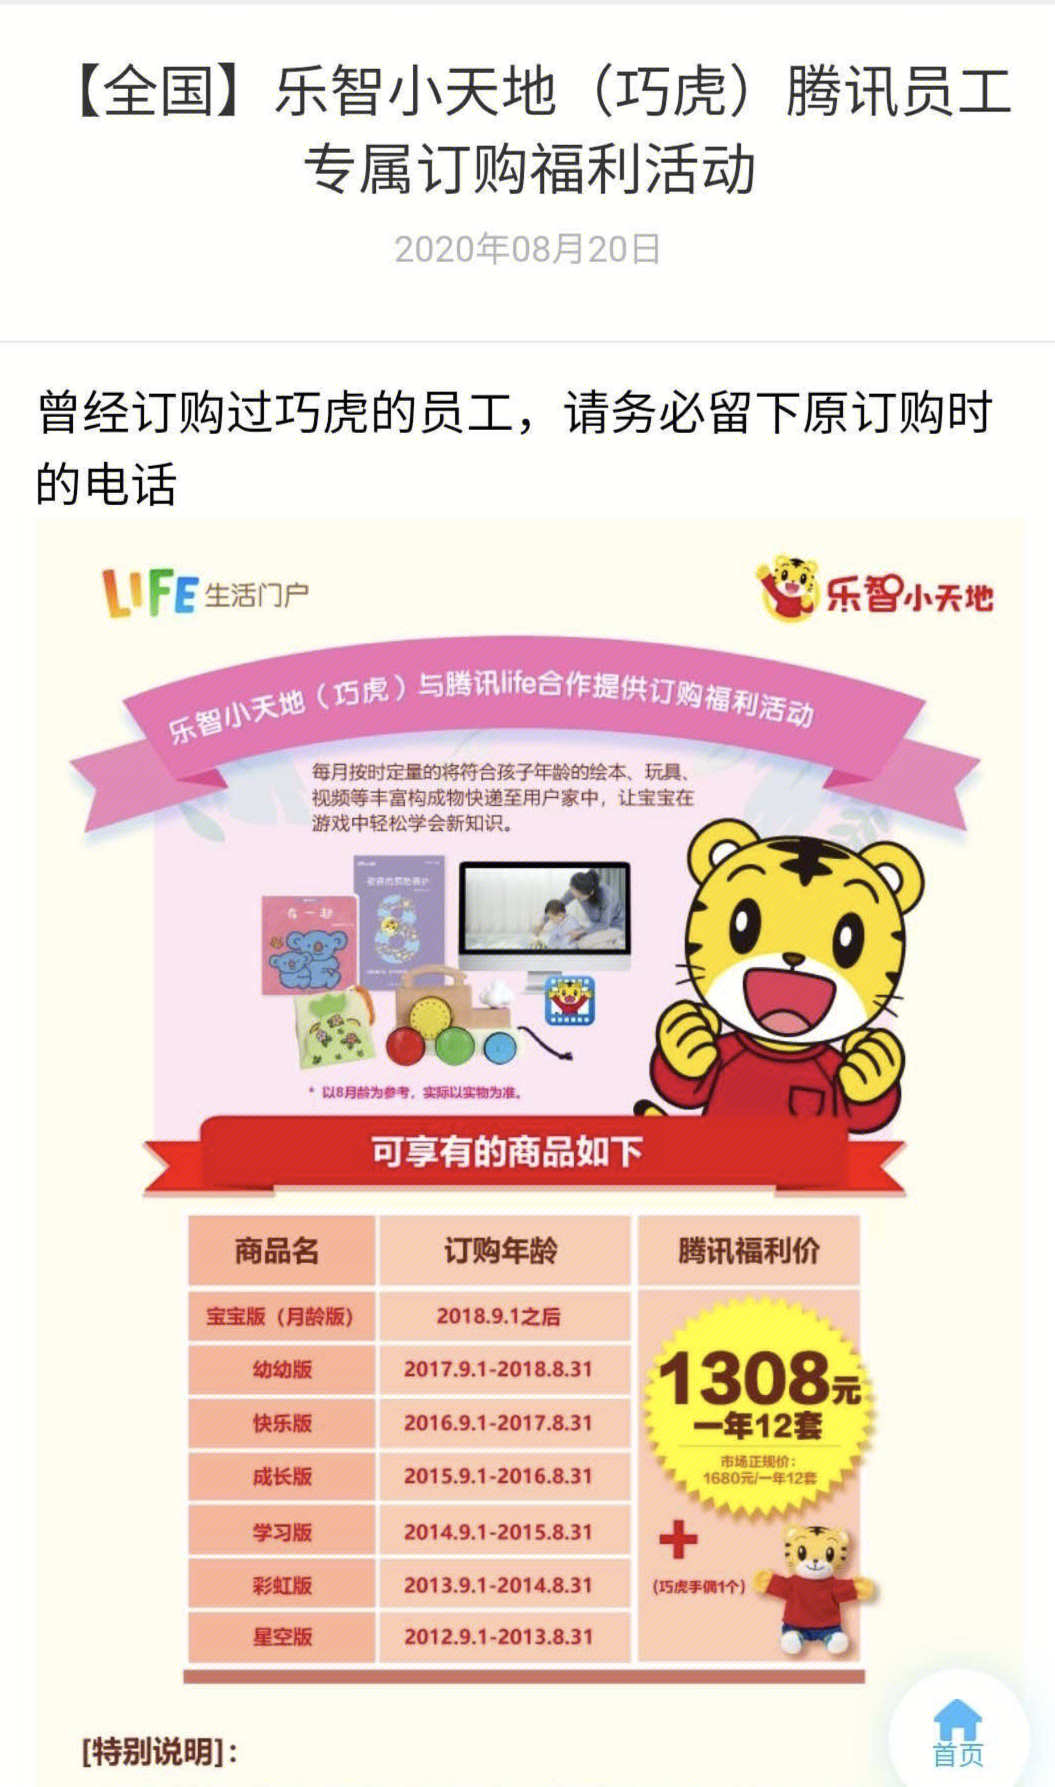 【全国】乐智小天地（巧虎）腾讯员工
专属订购福利活动
2020年08月20日
曾经订购过巧虎的员工，请务必留下原订购时
的电话
LIFE 生活门户
乐智小天地
乐智小天地（巧虎）与腾讯life合作提供订购福利活动
每月按时定量的将符合孩子年龄的绘本、玩具、
视频等丰富构成物快递至用户家中，让宝宝在
游戏中轻松学会新知识。
在一起
8
* 以8月龄为参考，实际以实物为准。
可享有的商品如下
商品名 订购年龄 腾讯福利价
宝宝版（月龄版） 2018.9.1之后
幼幼版 2017.9.1-2018.8.31
快乐版 2016.9.1-2017.8.31
成长版 2015.9.1-2016.8.31
学习版 2014.9.1-2015.8.31
彩虹版 2013.9.1-2014.8.31
星空版 2012.9.1-2013.8.31
1308元
一年12套
市场正规价：
1680元/一年12套
+
(巧虎手偶1个)
[特别说明]：
首页